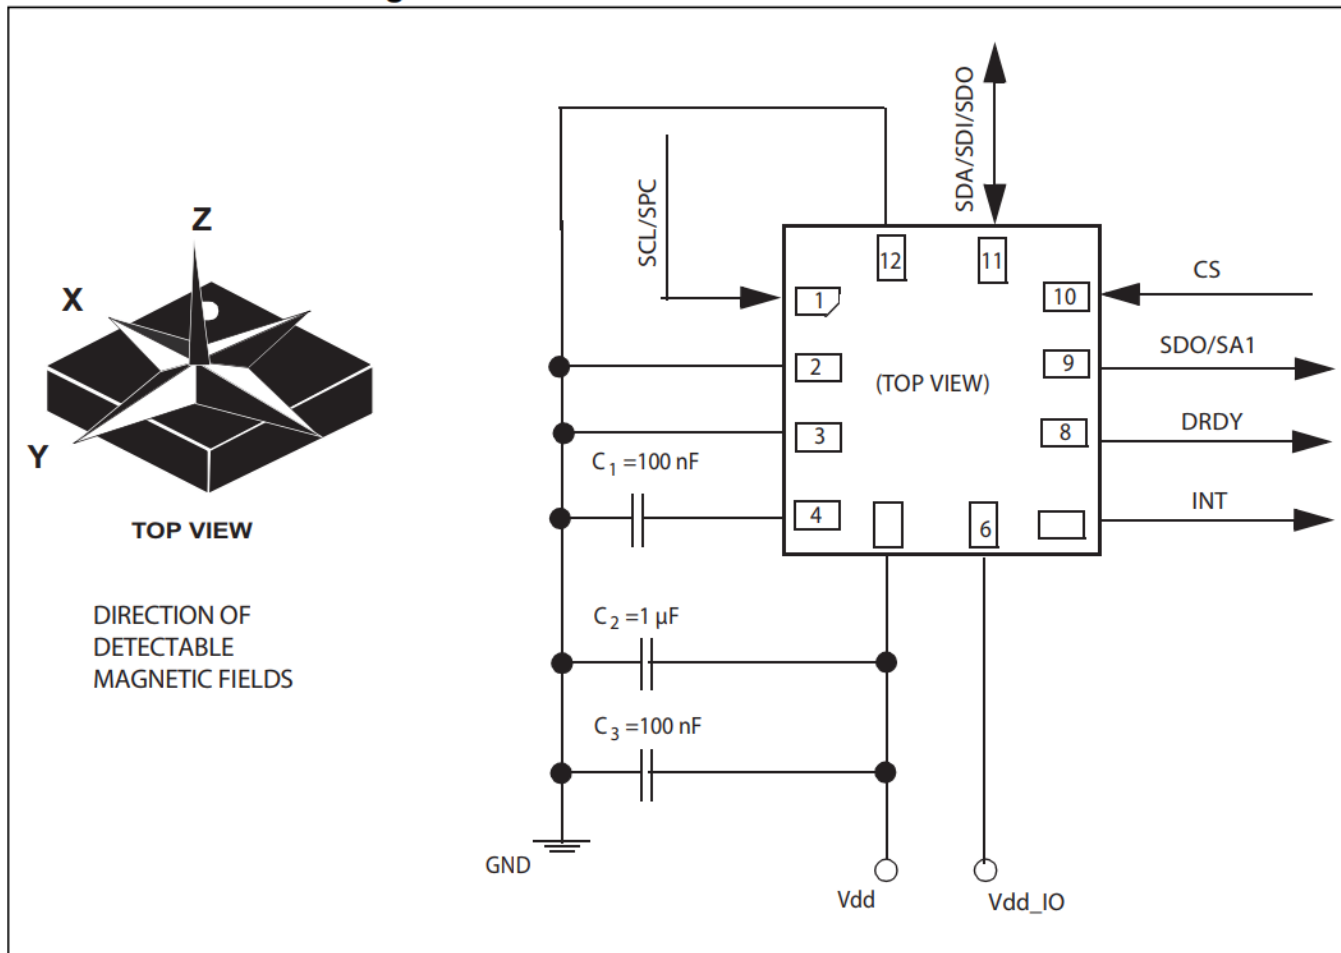 Z
X
Y
TOP VIEW
DIRECTION OF
DETECTABLE
MAGNETIC FIELDS
SCL/SPC
SDA/SDI/SDO
12
11
1
10
CS
2
(TOP VIEW)
9
SDO/SA1
3
8
DRDY
C1 =100 nF
4
6
INT
C2 =1 µF
C3 =100 nF
GND
Vdd
Vdd_IO